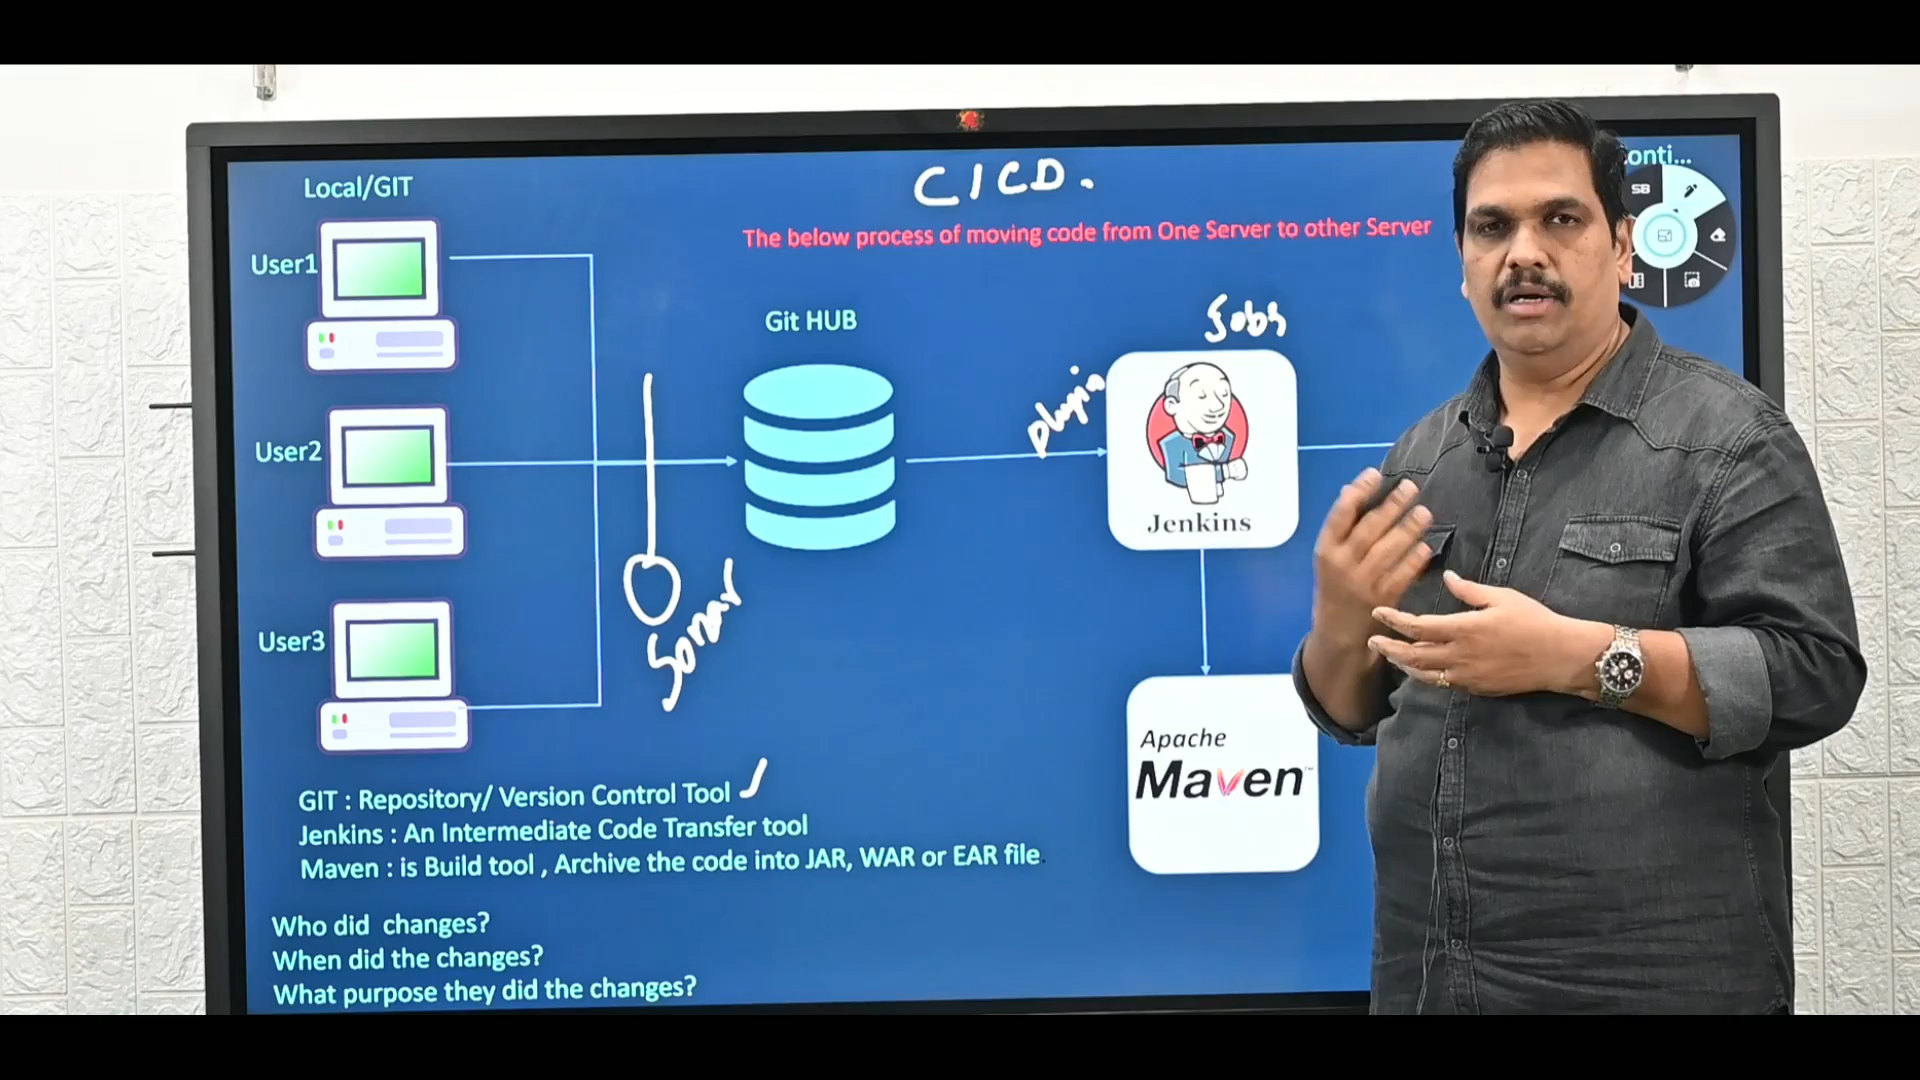 Local/GIT
CICD.
onti...
The below process of moving code from One Server to other Server
SB
User1
Git HUB
Jobs
plugin
User2
Jenkins
Sonar
User3
Apache
Maven
GIT : Repository/ Version Control Tool
Jenkins : An Intermediate Code Transfer tool
Maven : is Build tool , Archive the code into JAR, WAR or EAR file.
Who did changes?
When did the changes?
What purpose they did the changes?